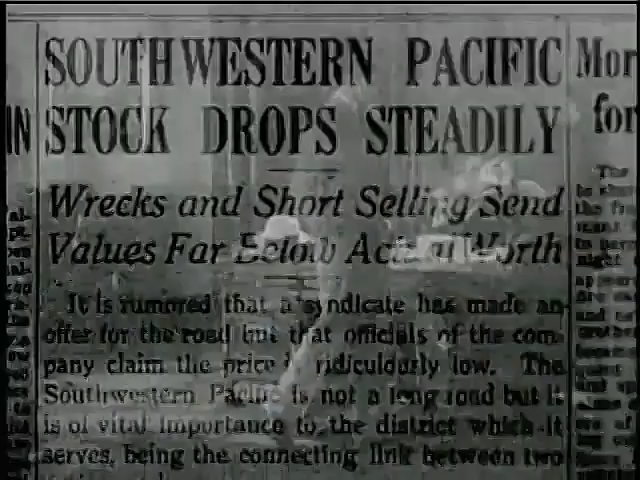 SOUTHWESTERN PACIFIC
STOCK DROPS STEADILY
Wrecks and Short Selling Send
Values Far Below Actual Worth
It is rumored that a syndicate has made an
offer for the road but that officials of the com-
pany claim the price is ridiculously low. The
Southwestern Pacific is not a long road but it
is of vital importance to the district which it
serves, being the connecting link between two
IN
Mor
for